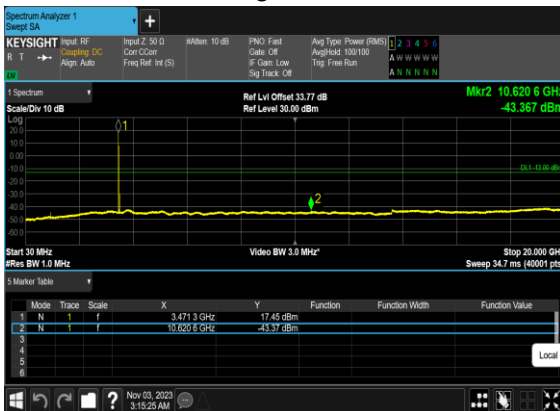 Spectrum Analyzer 1
Swept SA
KEYSIGHT Input: RF Input Z: 50 Ω #Atten: 10 dB PNO: Fast Avg Type: Power (RMS) 1 2 3 4 5 6
R T Coupling: DC Corr CCorr Gate: Off Avg|Hold: 100/100 A W W W W W
Align: Auto Freq Ref: Int (S) IF Gain: Low Trig: Free Run
LXI Sig Track: Off A N N N N N
1 Spectrum
Scale/Div 10 dB
Ref Lvl Offset 33.77 dB
Ref Level 30.00 dBm
Mkr2 10.620 6 GHz
-43.367 dBm
Log
20.0
10.0
0.00
-10.0
-20.0
-30.0
-40.0
-50.0
-60.0
1
DL1 -13.00 dBm
2
Start 30 MHz Video BW 3.0 MHz* Stop 20.000 GHz
#Res BW 1.0 MHz Sweep 34.7 ms (40001 pts
5 Marker Table
Mode Trace Scale X Y Function Function Width Function Value
1 N 1 f 3.471 3 GHz 17.45 dBm
2 N 1 f 10.620 6 GHz -43.37 dBm
3
4
5
6
Local
? Nov 03, 2023
3:15:25 AM